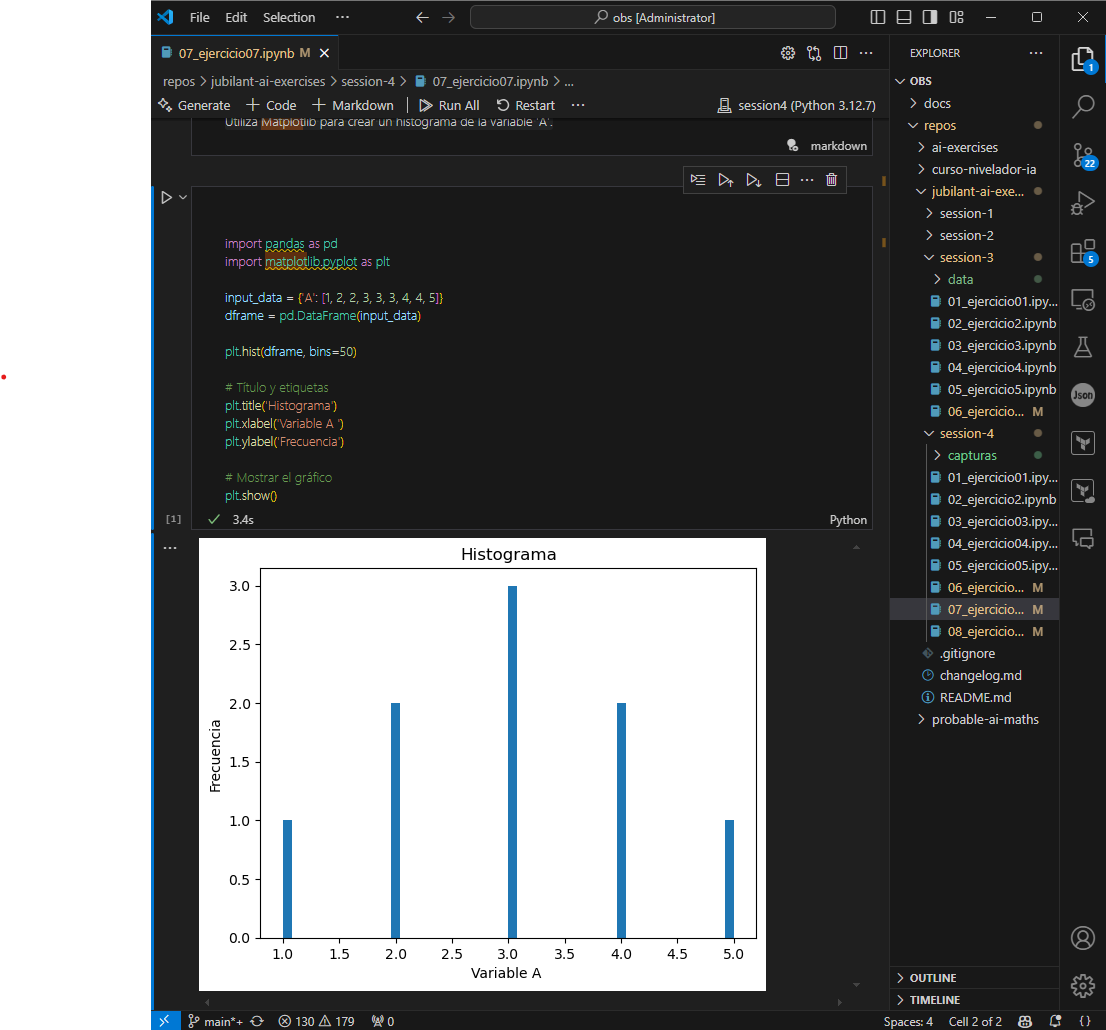 File Edit Selection ··· obs [Administrator]
07_ejercicio07.ipynb M
repos > jubilant-ai-exercises > session-4 > 07_ejercicio07.ipynb > ...
Generate + Code + Markdown Run All Restart ··· session4 (Python 3.12.7)
Utiliza Matplotlib para crear un histograma de la variable 'A'.
markdown
import pandas as pd
import matplotlib.pyplot as plt
input_data = {'A': [1, 2, 2, 3, 3, 3, 4, 4, 5]}
dframe = pd.DataFrame(input_data)
plt.hist(dframe, bins=50)
# Título y etiquetas
plt.title('Histograma')
plt.xlabel('Variable A ')
plt.ylabel('Frecuencia')
# Mostrar el gráfico
plt.show()
[1] 3.4s Python
Histograma
3.0
2.5
2.0
1.5
1.0
0.5
0.0
Frecuencia
1.0 1.5 2.0 2.5 3.0 3.5 4.0 4.5 5.0
Variable A
EXPLORER ···
OBS
docs
repos
ai-exercises
curso-nivelador-ia
jubilant-ai-exe...
session-1
session-2
session-3
data
01_ejercicio01.ipy...
02_ejercicio2.ipynb
03_ejercicio3.ipynb
04_ejercicio4.ipynb
05_ejercicio5.ipynb
06_ejercicio... M
session-4
capturas
01_ejercicio01.ipy...
02_ejercicio2.ipynb
03_ejercicio03.ipy...
04_ejercicio04.ipy...
05_ejercicio05.ipy...
06_ejercicio... M
07_ejercicio... M
08_ejercicio... M
.gitignore
changelog.md
README.md
probable-ai-maths
OUTLINE
TIMELINE
1
22
5
Json
main*+ 130 179 0 Spaces: 4 Cell 2 of 2 {}